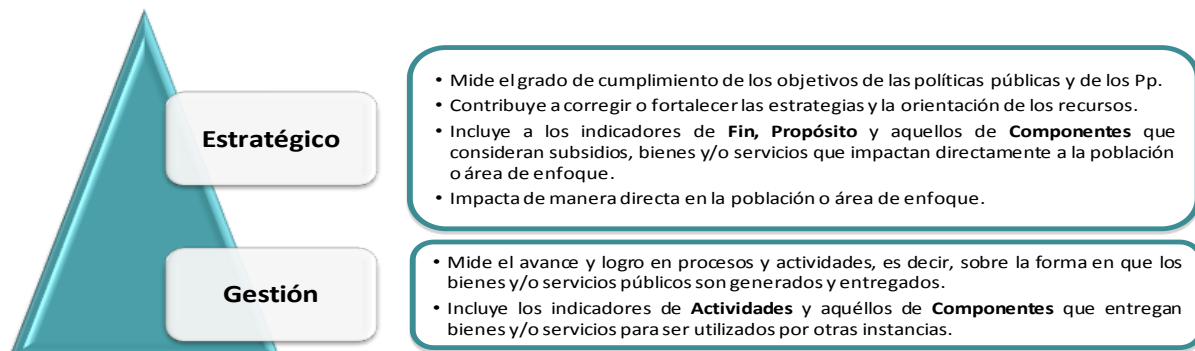 Estratégico
• Mide el grado de cumplimiento de los objetivos de las políticas públicas y de los Pp.
• Contribuye a corregir o fortalecer las estrategias y la orientación de los recursos.
• Incluye a los indicadores de Fin, Propósito y aquellos de Componentes que
consideran subsidios, bienes y/o servicios que impactan directamente a la población
o área de enfoque.
• Impacta de manera directa en la población o área de enfoque.
Gestión
• Mide el avance y logro en procesos y actividades, es decir, sobre la forma en que los
bienes y/o servicios públicos son generados y entregados.
• Incluye los indicadores de Actividades y aquéllos de Componentes que entregan
bienes y/o servicios para ser utilizados por otras instancias.